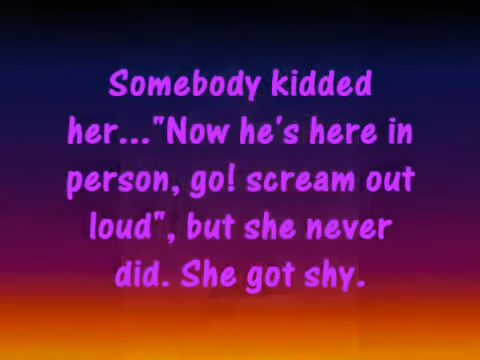 Somebody kidded
her..."Now he's here in
person, go! scream out
loud", but she never
did. She got shy.